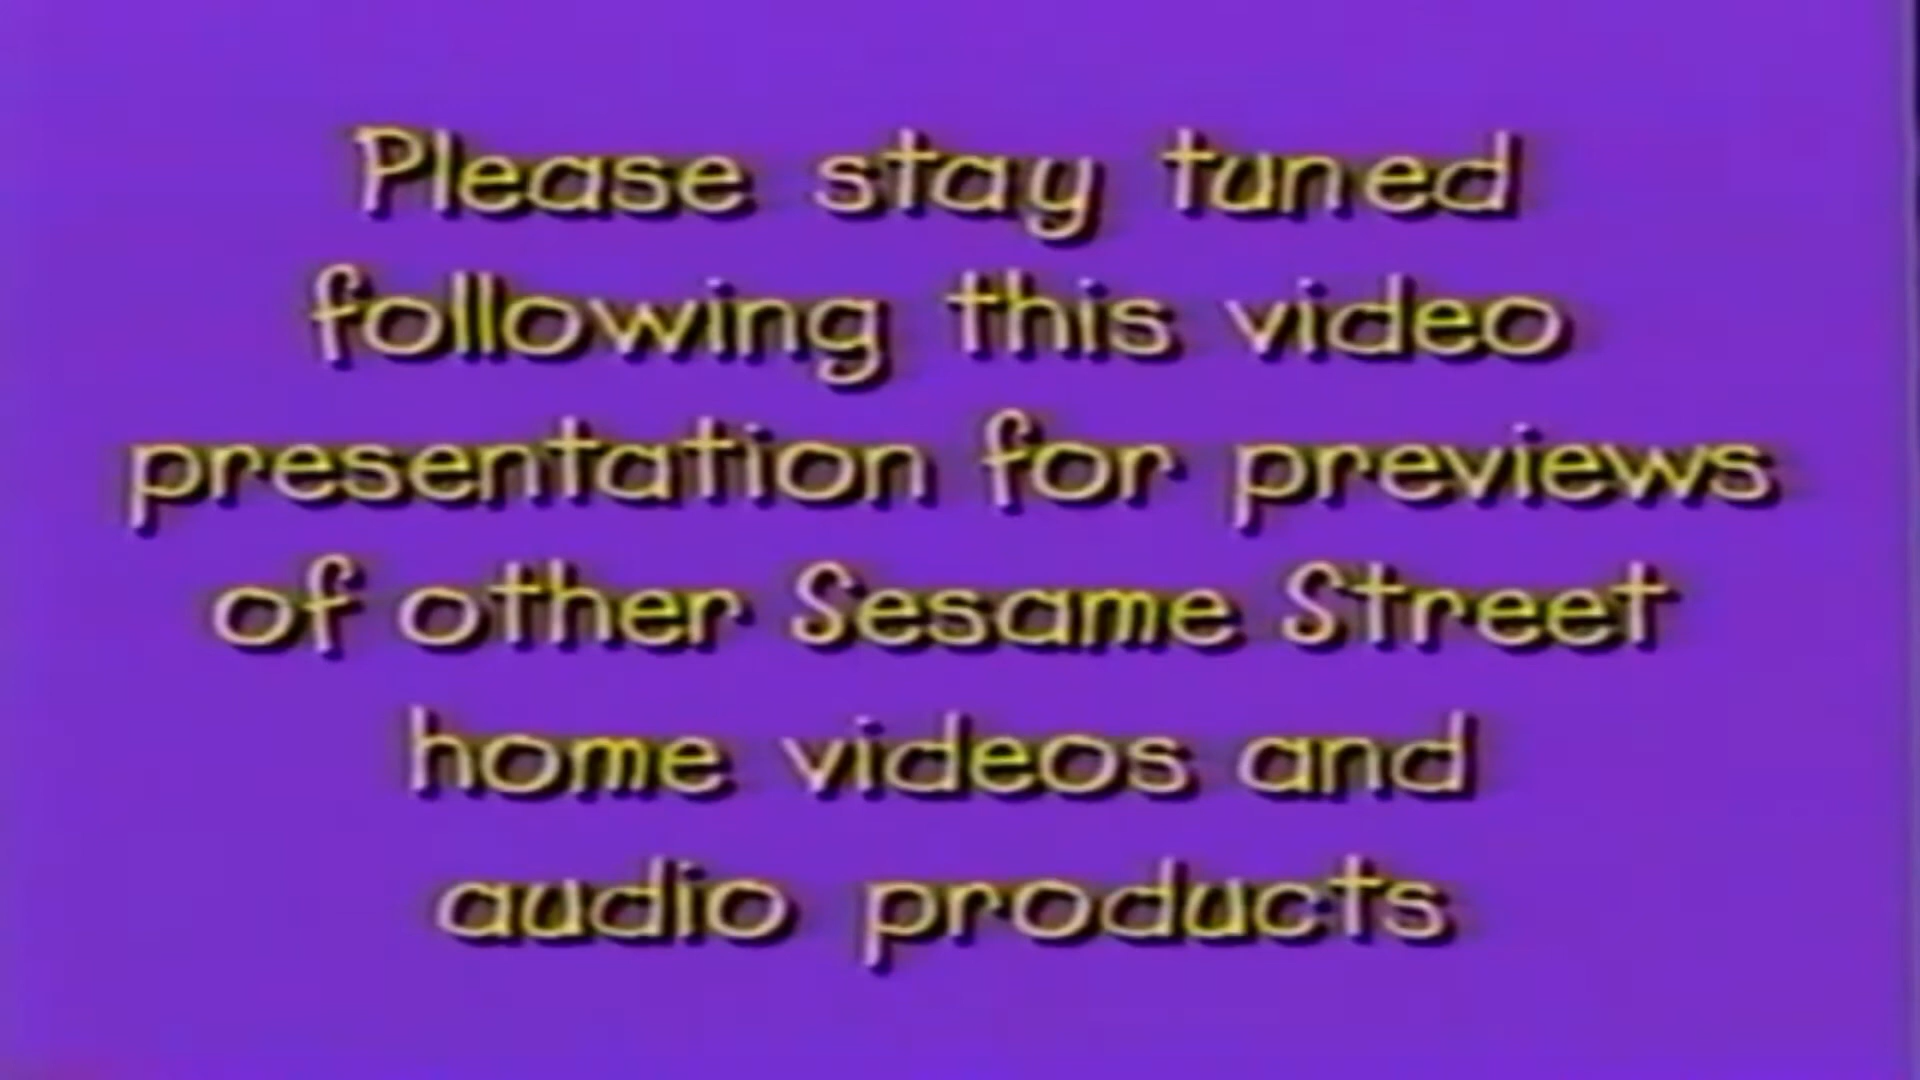 Please stay tuned
following this video
presentation for previews
of other Sesame Street
home videos and
audio products